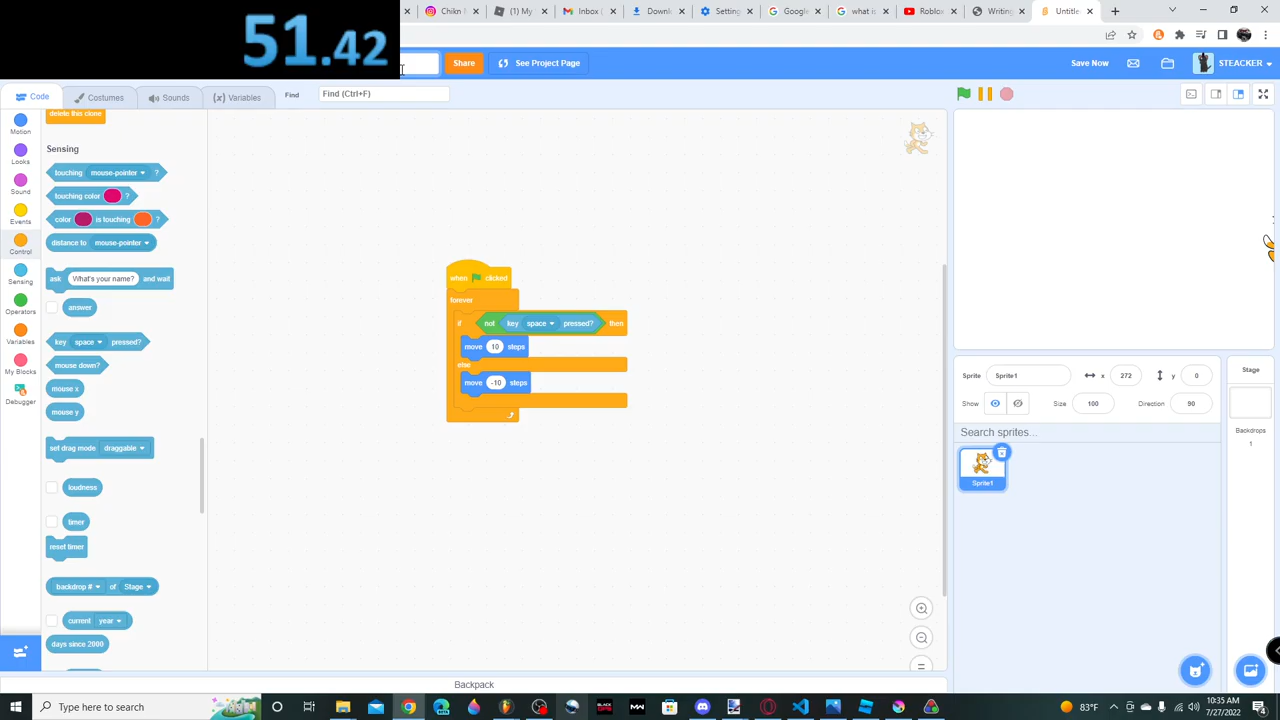 51.42
Chikn I
(1) My
Inbox (
Downlo
Setting
Google
what is
Roblox
Writing
Untitle
Share
See Project Page
Save Now
STEACKER
Code
Costumes
Sounds
(x) Variables
Find
Find (Ctrl+F)
delete this clone
Motion
Looks
Sound
Events
Control
Sensing
Operators
Variables
My Blocks
Debugger
Sensing
touching mouse-pointer ?
touching color ?
color is touching ?
distance to mouse-pointer
ask What's your name? and wait
answer
key space pressed?
mouse down?
mouse x
mouse y
set drag mode draggable
loudness
timer
reset timer
backdrop # of Stage
current year
days since 2000
when clicked
forever
if not key space pressed? then
move 10 steps
else
move -10 steps
Backpack
Sprite Sprite1 x 272 y 0
Show Size 100 Direction 90
Search sprites...
Sprite1
Stage
Backdrops
1
Type here to search
83°F
10:35 AM
7/27/2022